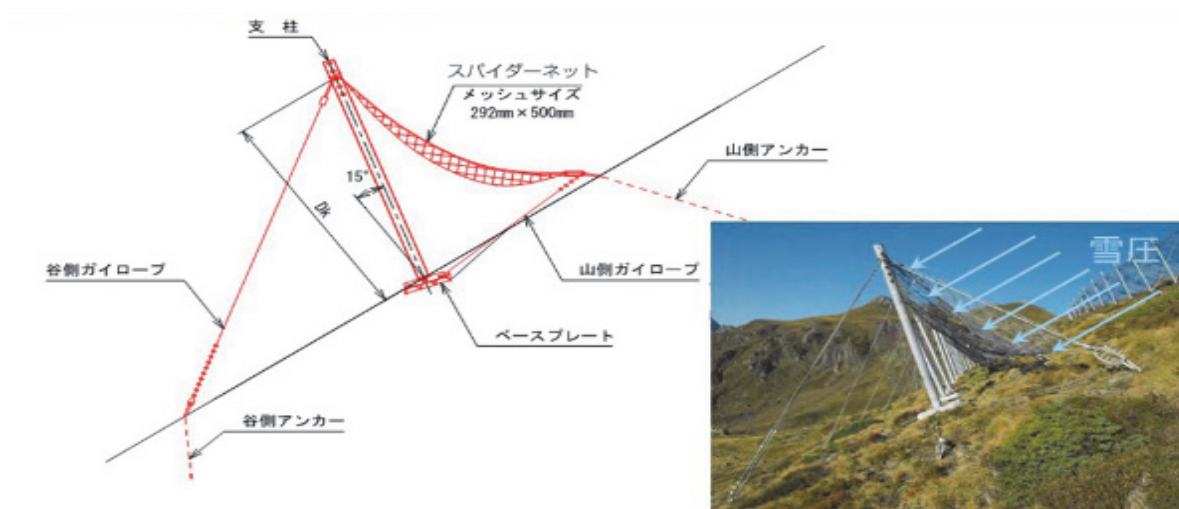 支　柱
スパイダーネット
メッシュサイズ
292mm×500mm
山側アンカー
15°
Dk
谷側ガイロープ
山側ガイロープ
雪圧
ベースプレート
谷側アンカー